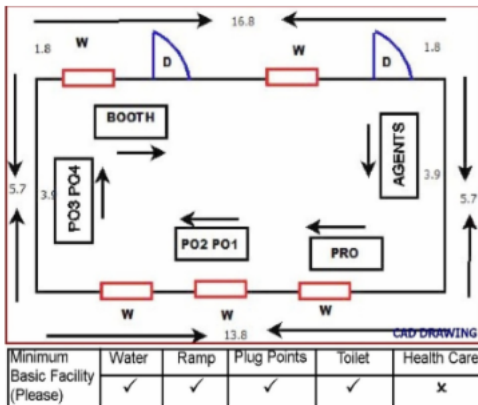 16.8
1.8 W W 1.8
D D
BOOTH
AGENTS
5.7 3.9 PO3 PO4 3.9 5.7
PO2 PO1
PRO
W W W
13.8
CAD DRAWING
Minimum Basic Facility (Please) Water Ramp Plug Points Toilet Health Care
✓ ✓ ✓ ✓ x